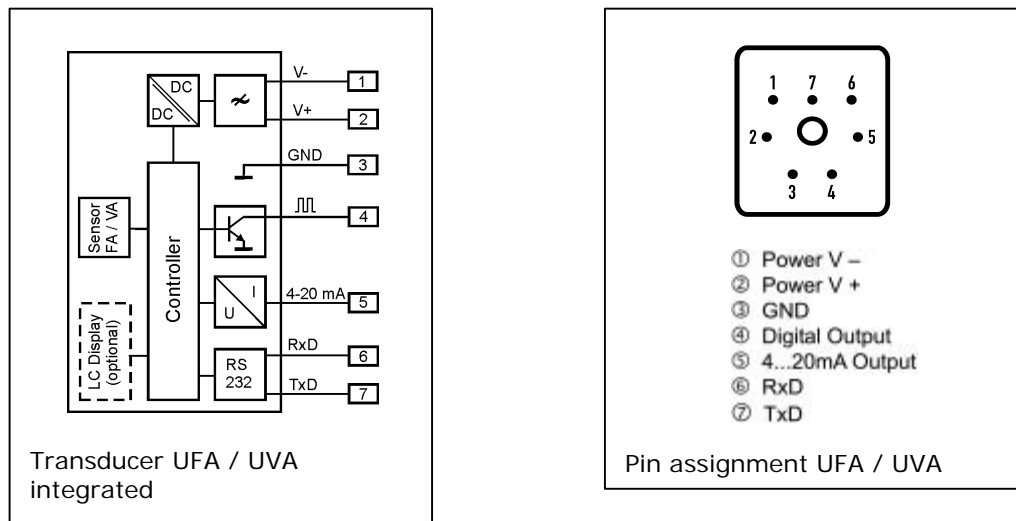 V-
1
DC
DC
V+
2
GND
3
4
Sensor
FA / VA
Controller
I
U
4-20 mA
5
LC Display
(optional)
RxD
6
RS
232
TxD
7
Transducer UFA / UVA
integrated
1 7 6
2 5
3 4
① Power V –
② Power V +
③ GND
④ Digital Output
⑤ 4...20mA Output
⑥ RxD
⑦ TxD
Pin assignment UFA / UVA